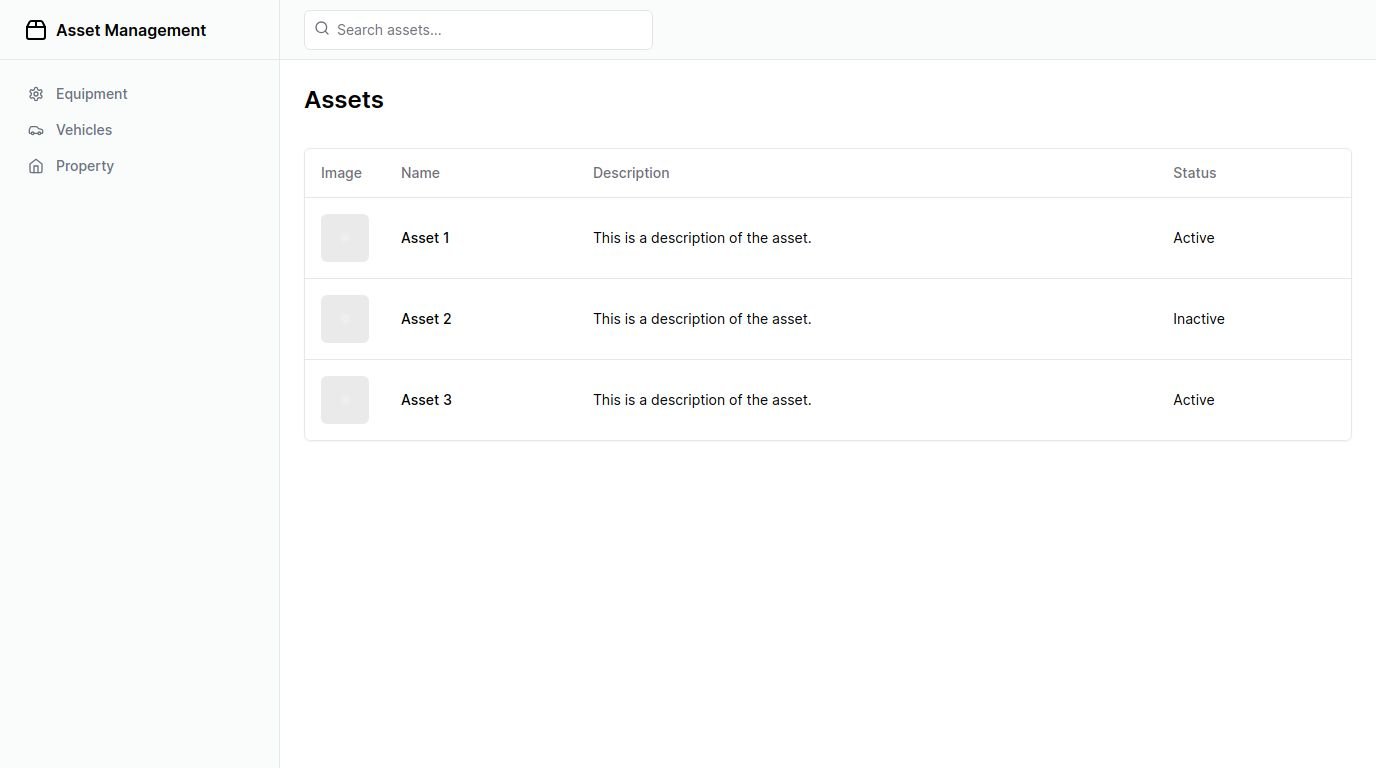 Asset Management
Search assets...
Equipment
Vehicles
Property
Assets
Image Name Description Status
Asset 1 This is a description of the asset. Active
Asset 2 This is a description of the asset. Inactive
Asset 3 This is a description of the asset. Active